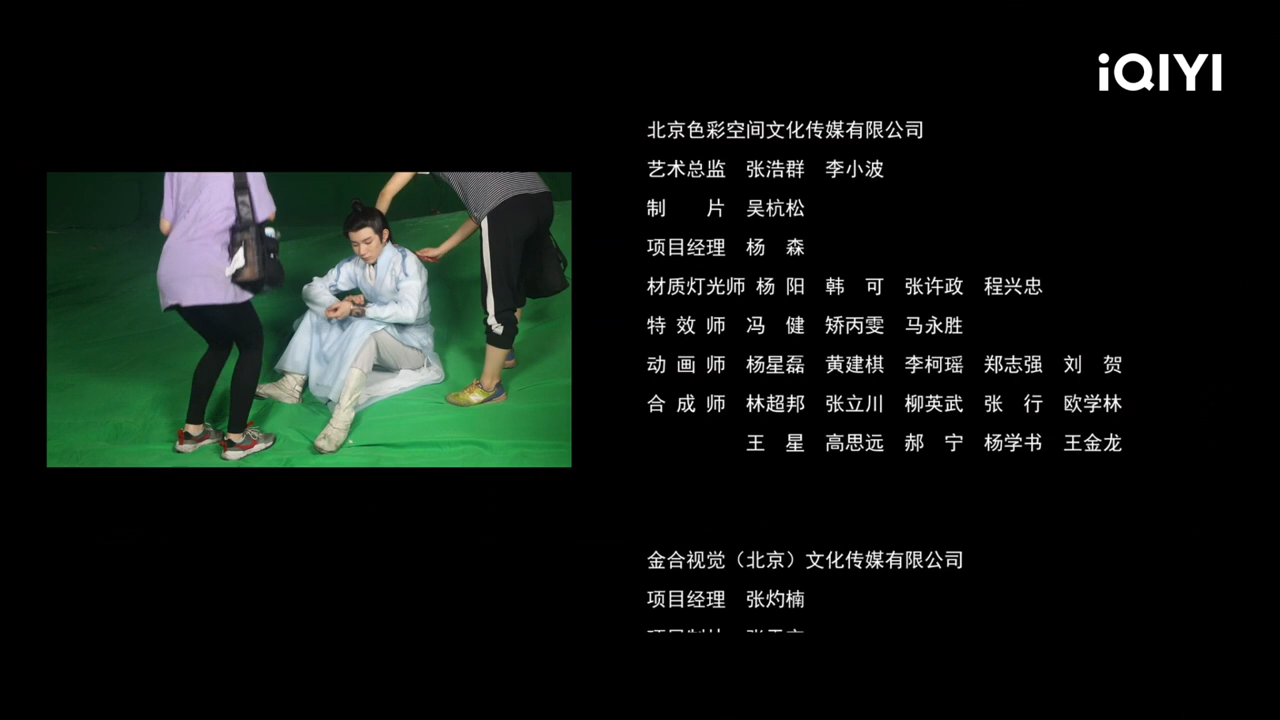 iQIYI
北京色彩空间文化传媒有限公司
艺术总监 张浩群 李小波
制 片 吴杭松
项目经理 杨 森
材质灯光师 杨 阳 韩 可 张许政 程兴忠
特 效 师 冯 健 矫丙雯 马永胜
动 画 师 杨星磊 黄建棋 李柯瑶 郑志强 刘 贺
合 成 师 林超邦 张立川 柳英武 张 行 欧学林
王 星 高思远 郝 宁 杨学书 王金龙
金合视觉（北京）文化传媒有限公司
项目经理 张灼楠